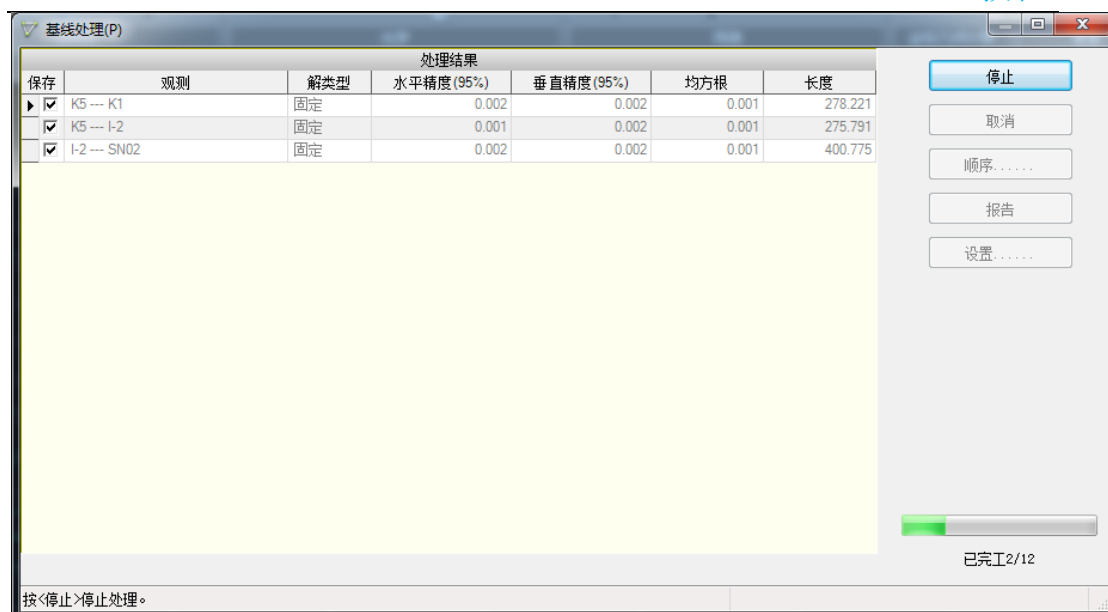 基线处理(P)
处理结果
保存 观测 解类型 水平精度(95%) 垂直精度(95%) 均方根 长度
K5 --- K1 固定 0.002 0.002 0.001 278.221
K5 --- I-2 固定 0.001 0.002 0.001 275.791
I-2 --- SN02 固定 0.002 0.002 0.001 400.775
停止
取消
顺序......
报告
设置......
已完工2/12
按<停止>停止处理。